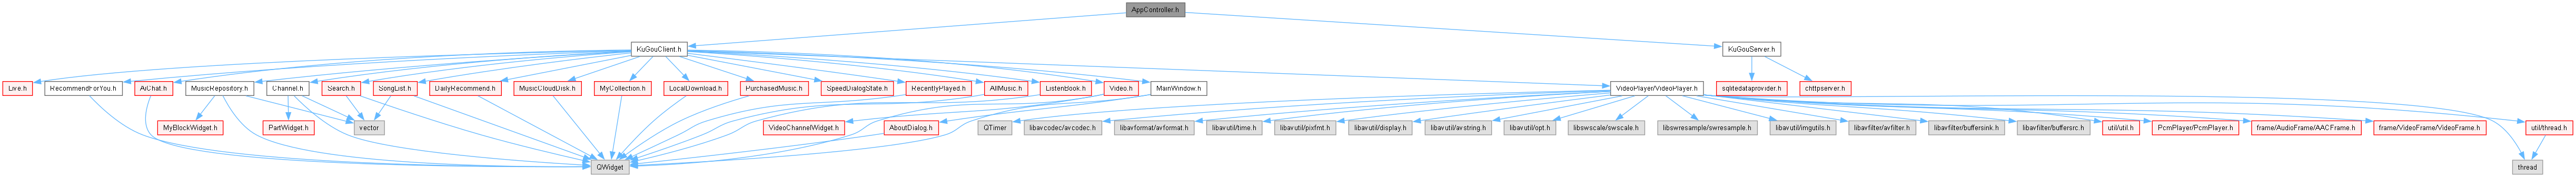 AppController.h
KuGouClient.h
KuGouServer.h
Live.h
RecommendForYou.h
AiChat.h
MusicRepository.h
Channel.h
Search.h
SongList.h
DailyRecommend.h
MusicCloudDisk.h
MyCollection.h
LocalDownload.h
PurchasedMusic.h
SpeedDialogState.h
RecentlyPlayed.h
AllMusic.h
ListenBook.h
Video.h
MainWindow.h
VideoPlayer/VideoPlayer.h
sqlitedataprovider.h
chttpserver.h
MyBlockWidget.h
PartWidget.h
vector
VideoChannelWidget.h
AboutDialog.h
QTimer
libavcodec/avcodec.h
libavformat/avformat.h
libavutil/time.h
libavutil/pixfmt.h
libavutil/display.h
libavutil/avstring.h
libavutil/opt.h
libswscale/swscale.h
libswresample/swresample.h
libavutil/imgutils.h
libavfilter/avfilter.h
libavfilter/buffersink.h
libavfilter/buffersrc.h
util/util.h
PcmPlayer/PcmPlayer.h
frame/AudioFrame/AACFrame.h
frame/VideoFrame/VideoFrame.h
util/thread.h
QWidget
thread